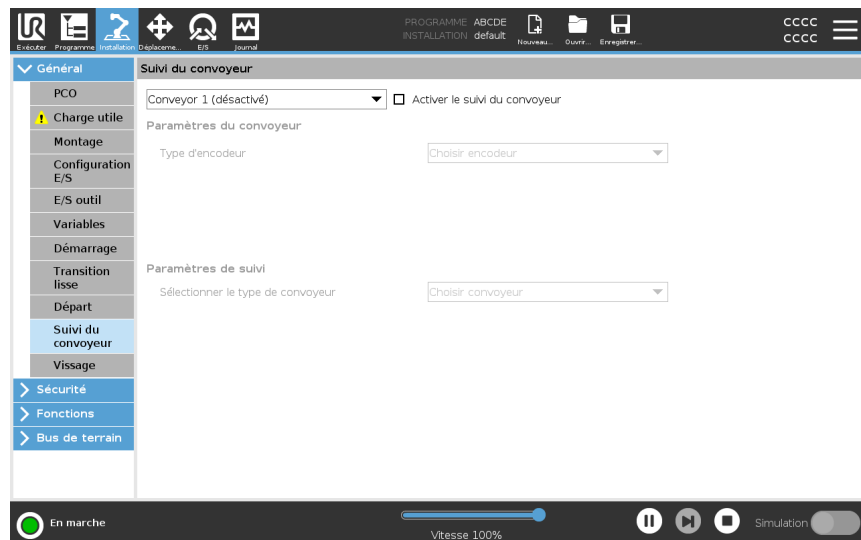 PROGRAMME ABCDE
INSTALLATION default
CCCC
CCCC
Exécuter
Programme
Installation
Déplaceme...
E/S
Journal
Nouveau...
Ouvrir...
Enregistrer...
Général
Suivi du convoyeur
PCO
Charge utile
Montage
Configuration
E/S
E/S outil
Variables
Démarrage
Transition
lisse
Départ
Suivi du
convoyeur
Vissage
Sécurité
Fonctions
Bus de terrain
Conveyor 1 (désactivé)
Activer le suivi du convoyeur
Paramètres du convoyeur
Type d'encodeur
Choisir encodeur
Paramètres de suivi
Sélectionner le type de convoyeur
Choisir convoyeur
En marche
Vitesse 100%
Simulation